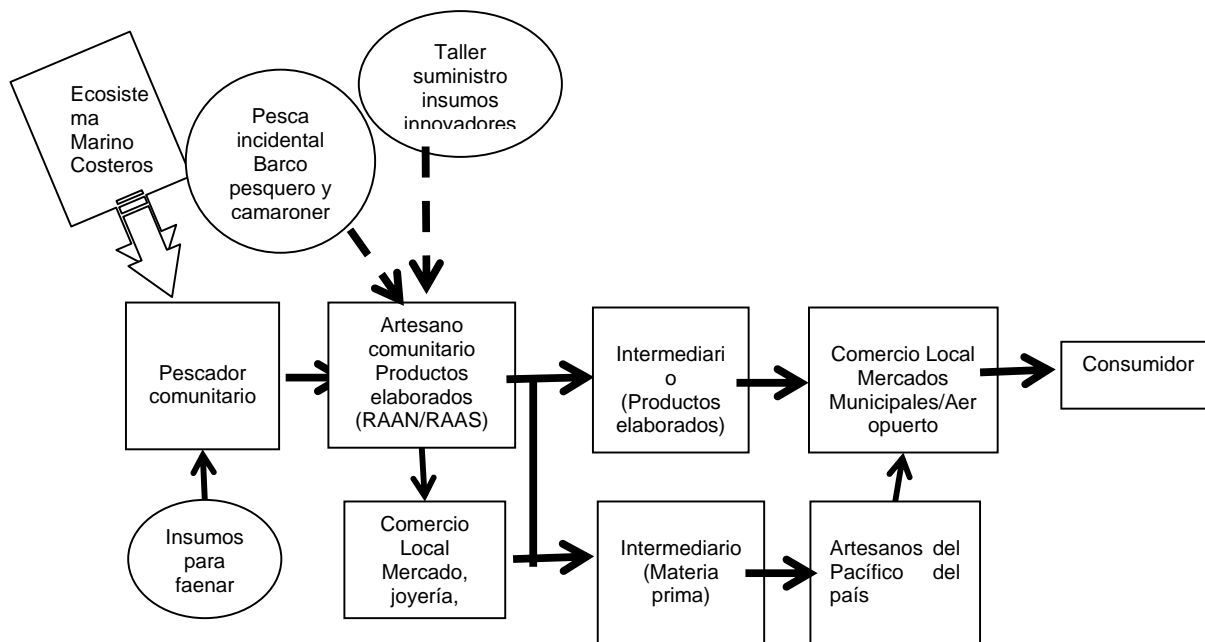 Ecosiste
ma
Marino
Costeros
Pesca
incidental
Barco
pesquero y
camaroner
Taller
suministro
insumos
innovadores
Pescador
comunitario
Artesano
comunitario
Productos
elaborados
(RAAN/RAAS)
Intermediari
o
(Productos
elaborados)
Comercio Local
Mercados
Municipales/Aer
opuerto
Consumidor
Insumos
para
faenar
Comercio
Local
Mercado,
joyería,
Intermediario
(Materia
prima)
Artesanos del
Pacífico del
país